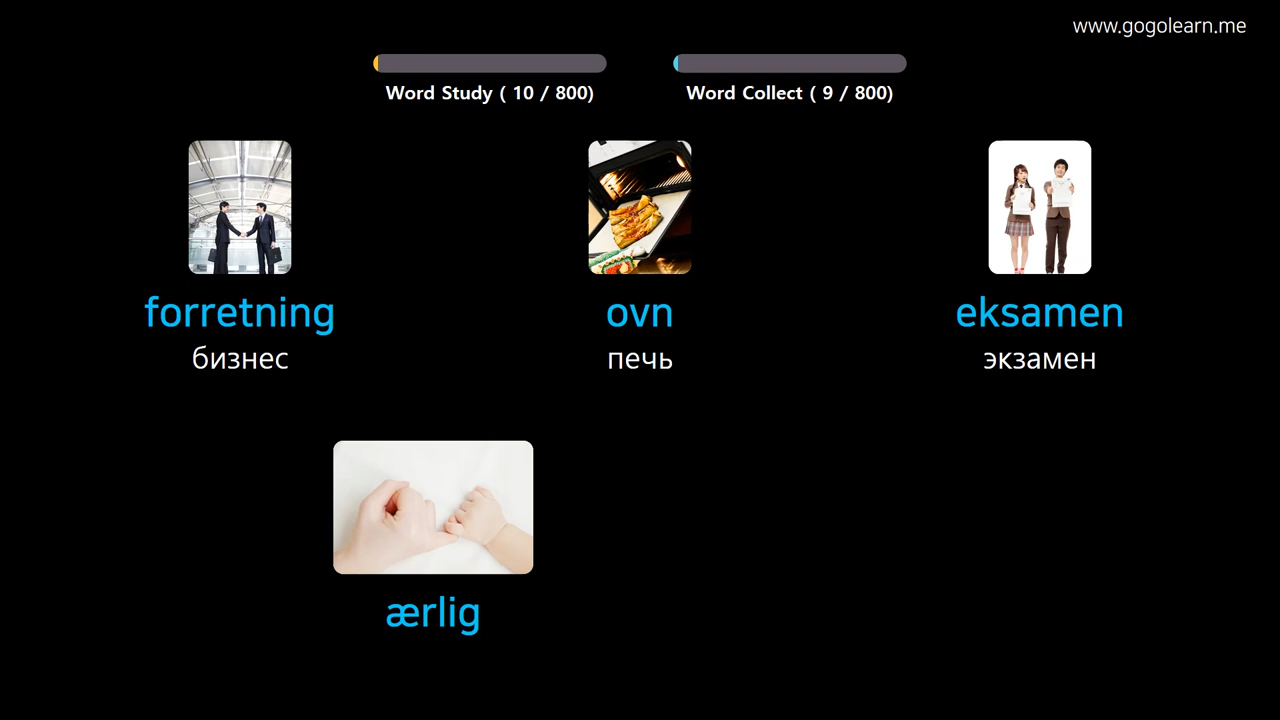 www.gogolearn.me
Word Study ( 10 / 800)
Word Collect ( 9 / 800)
forretning
бизнес
ovn
печь
eksamen
экзамен
ærlig